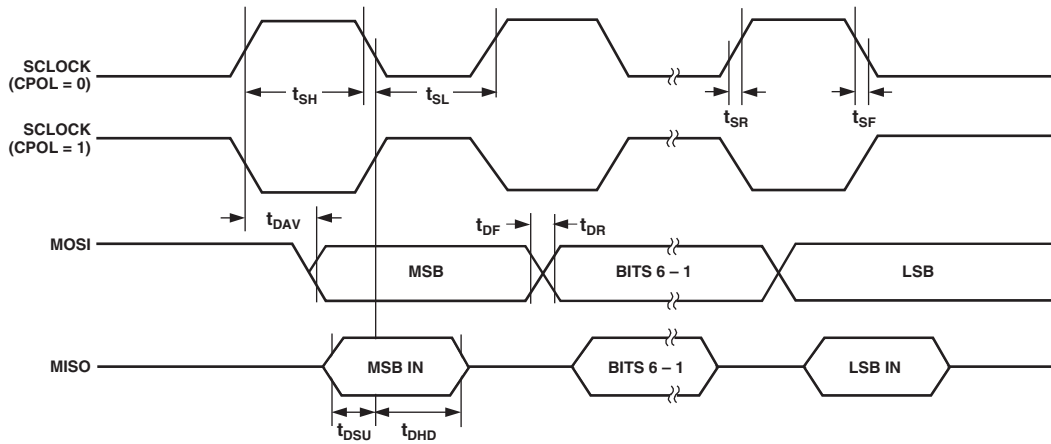 SCLOCK
(CPOL = 0)
tSH
tSL
tSR
tSF
SCLOCK
(CPOL = 1)
tDAV
tDF
tDR
MOSI
MSB
BITS 6 – 1
LSB
MISO
MSB IN
BITS 6 – 1
LSB IN
tDSU
tDHD